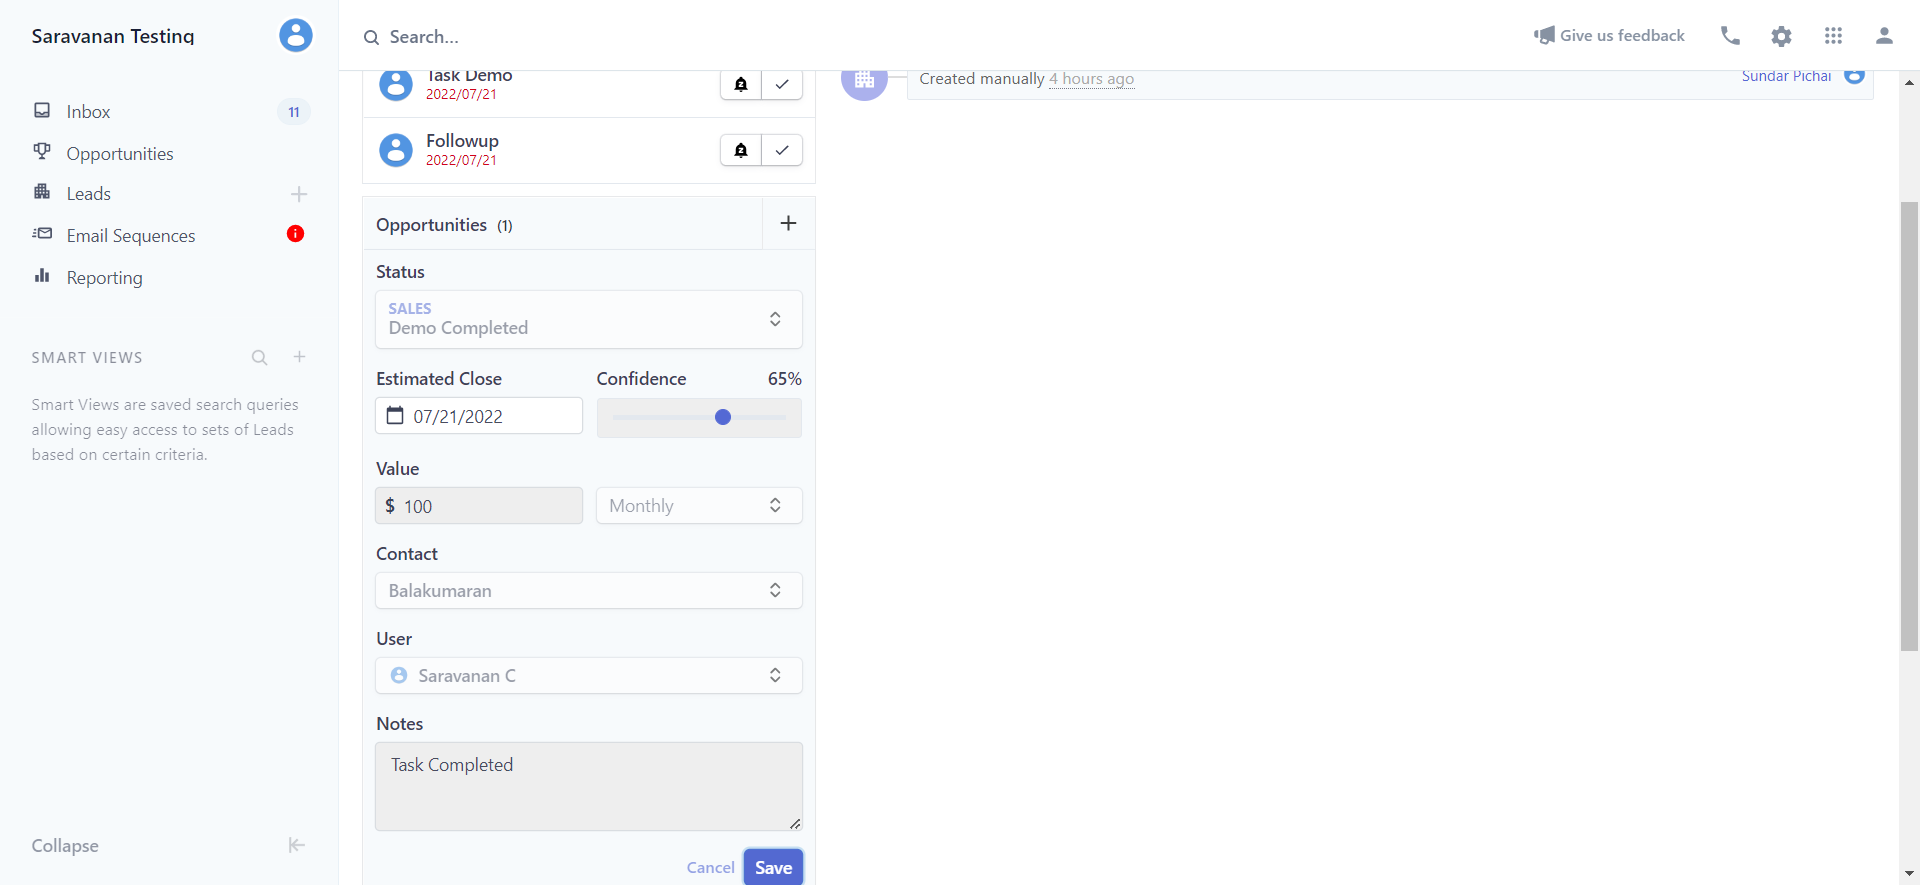 Saravanan Testing
Inbox
11
Opportunities
Leads
Email Sequences
Reporting
SMART VIEWS
Smart Views are saved search queries
allowing easy access to sets of Leads
based on certain criteria.
Collapse
Search...
Give us feedback
Task Demo
2022/07/21
Followup
2022/07/21
Opportunities (1)
Status
SALES
Demo Completed
Estimated Close
Confidence 65%
07/21/2022
Value
$ 100
Monthly
Contact
Balakumaran
User
Saravanan C
Notes
Task Completed
Cancel
Save
Created manually 4 hours ago
Sundar Pichai